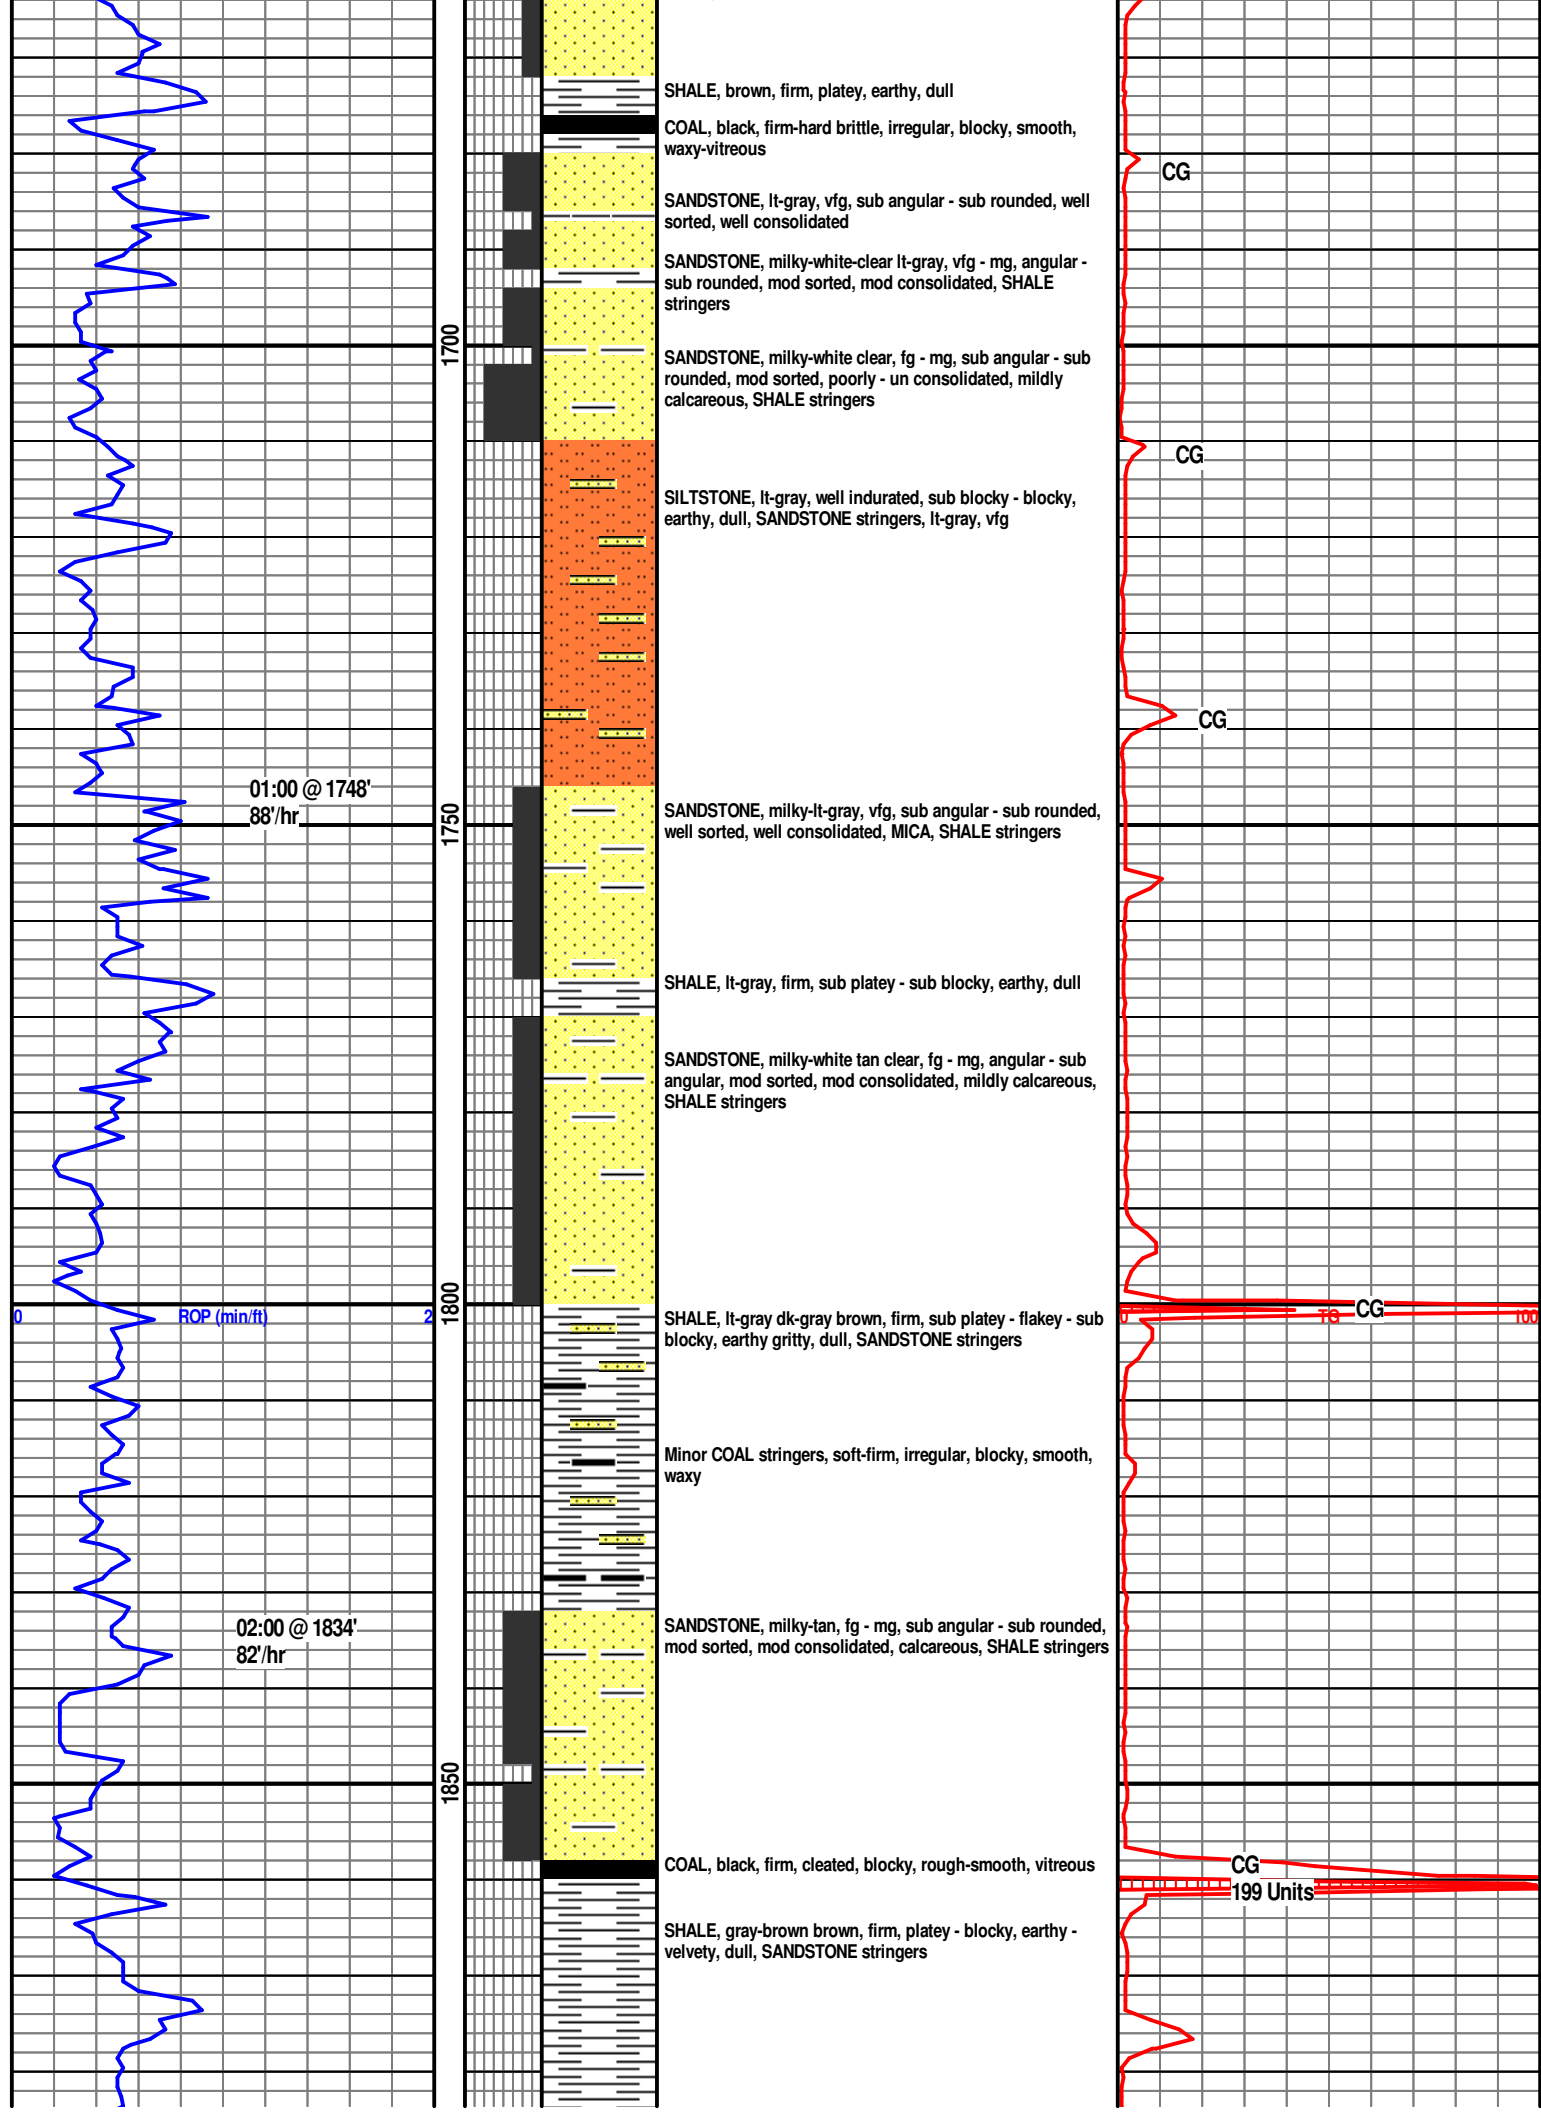 SHALE, brown, firm, platey, earthy, dull
COAL, black, firm-hard brittle, irregular, blocky, smooth,
waxy-vitreous
CG
SANDSTONE, lt-gray, vfg, sub angular - sub rounded, well
sorted, well consolidated
SANDSTONE, milky-white-clear lt-gray, vfg - mg, angular -
sub rounded, mod sorted, mod consolidated, SHALE
stringers
1700
SANDSTONE, milky-white clear, fg - mg, sub angular - sub
rounded, mod sorted, poorly - un consolidated, mildly
calcareous, SHALE stringers
CG
SILTSTONE, lt-gray, well indurated, sub blocky - blocky,
earthy, dull, SANDSTONE stringers, lt-gray, vfg
CG
01:00 @ 1748'
88'/hr
1750
SANDSTONE, milky-lt-gray, vfg, sub angular - sub rounded,
well sorted, well consolidated, MICA, SHALE stringers
SHALE, lt-gray, firm, sub platey - sub blocky, earthy, dull
SANDSTONE, milky-white tan clear, fg - mg, angular - sub
angular, mod sorted, mod consolidated, mildly calcareous,
SHALE stringers
0 ROP (min/ft) 2
1800
SHALE, lt-gray dk-gray brown, firm, sub platey - flakey - sub
blocky, earthy gritty, dull, SANDSTONE stringers
0 TG CG 100
Minor COAL stringers, soft-firm, irregular, blocky, smooth,
waxy
02:00 @ 1834'
82'/hr
SANDSTONE, milky-tan, fg - mg, sub angular - sub rounded,
mod sorted, mod consolidated, calcareous, SHALE stringers
1850
COAL, black, firm, cleated, blocky, rough-smooth, vitreous
CG
199 Units
SHALE, gray-brown brown, firm, platey - blocky, earthy -
velvety, dull, SANDSTONE stringers